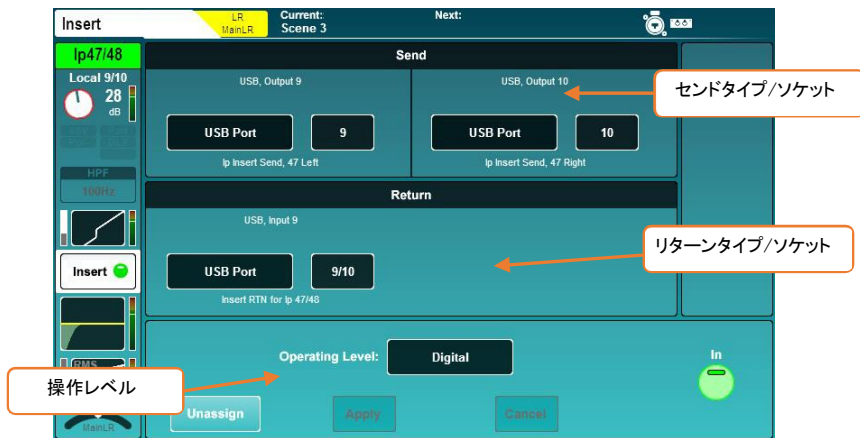 Insert
LR
MainLR
Current:
Scene 3
Next:
Ip47/48
Local 9/10
28
dB
HPF
100Hz
Insert
RMS
MainLR
Send
USB, Output 9
USB Port
9
Ip Insert Send, 47 Left
USB, Output 10
USB Port
10
Ip Insert Send, 47 Right
センドタイプ/ソケット
Return
USB, Input 9
USB Port
9/10
Insert RTN for Ip 47/48
リターンタイプ/ソケット
Operating Level:
Digital
In
操作レベル
Unassign
Apply
Cancel